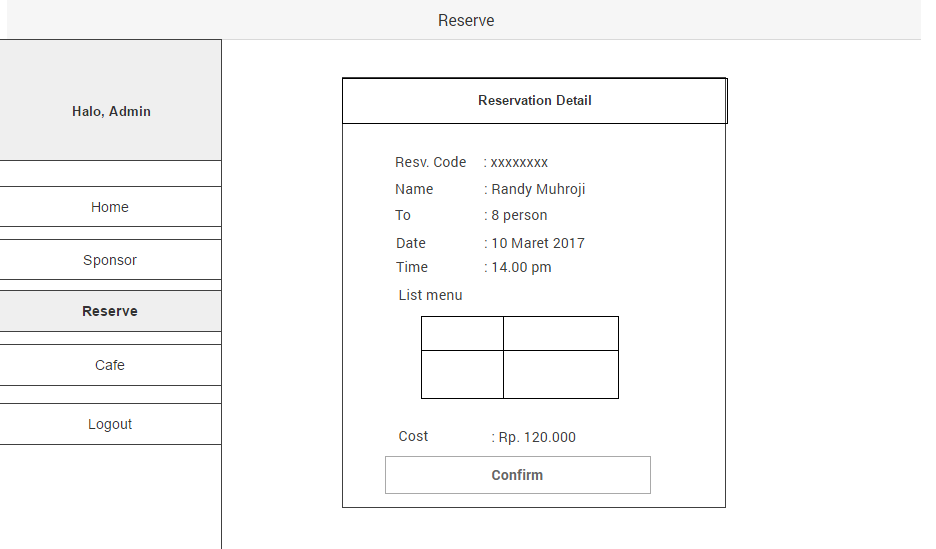 Reserve
Halo, Admin
Home
Sponsor
Reserve
Cafe
Logout
Reservation Detail
Resv. Code : xxxxxxxx
Name : Randy Muhroji
To : 8 person
Date : 10 Maret 2017
Time : 14.00 pm
List menu
Cost : Rp. 120.000
Confirm